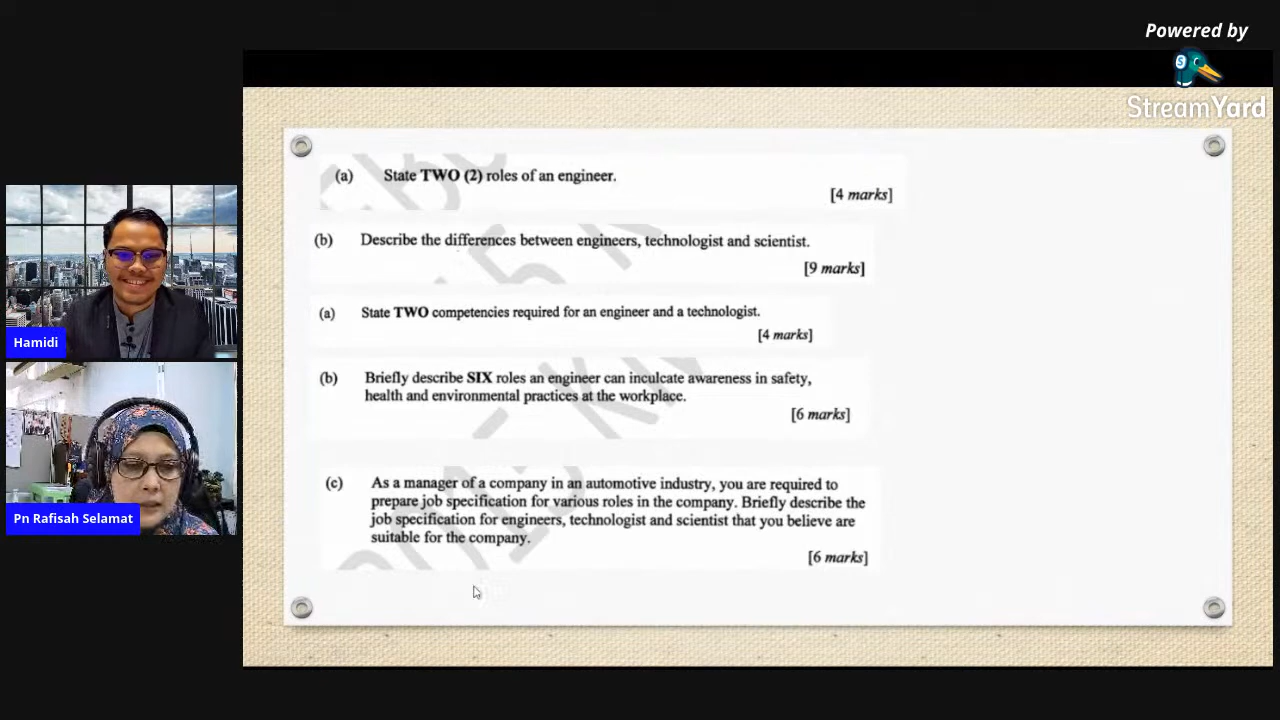 Powered by
StreamYard
(a) State TWO (2) roles of an engineer.
[4 marks]
(b) Describe the differences between engineers, technologist and scientist.
[9 marks]
(a) State TWO competencies required for an engineer and a technologist.
[4 marks]
(b) Briefly describe SIX roles an engineer can inculcate awareness in safety,
health and environmental practices at the workplace.
[6 marks]
(c) As a manager of a company in an automotive industry, you are required to
prepare job specification for various roles in the company. Briefly describe the
job specification for engineers, technologist and scientist that you believe are
suitable for the company.
[6 marks]
Hamidi
Pn Rafisah Selamat